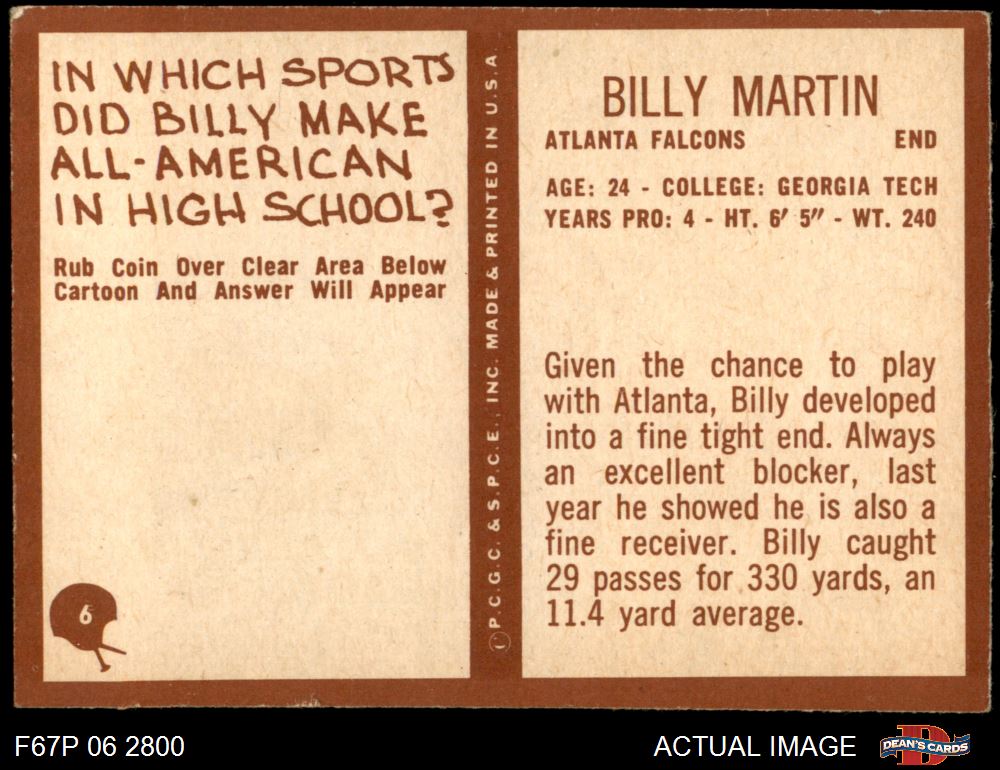 IN WHICH SPORTS
DID BILLY MAKE
ALL-AMERICAN
IN HIGH SCHOOL?
Rub Coin Over Clear Area Below
Cartoon And Answer Will Appear
6
© P.C.G.C. & S.P.C.E., INC. MADE & PRINTED IN U.S.A
BILLY MARTIN
ATLANTA FALCONS END
AGE: 24 - COLLEGE: GEORGIA TECH
YEARS PRO: 4 - HT. 6' 5" - WT. 240
Given the chance to play
with Atlanta, Billy developed
into a fine tight end. Always
an excellent blocker, last
year he showed he is also a
fine receiver. Billy caught
29 passes for 330 yards, an
11.4 yard average.
F67P 06 2800
ACTUAL IMAGE
D
DEAN'S CARDS